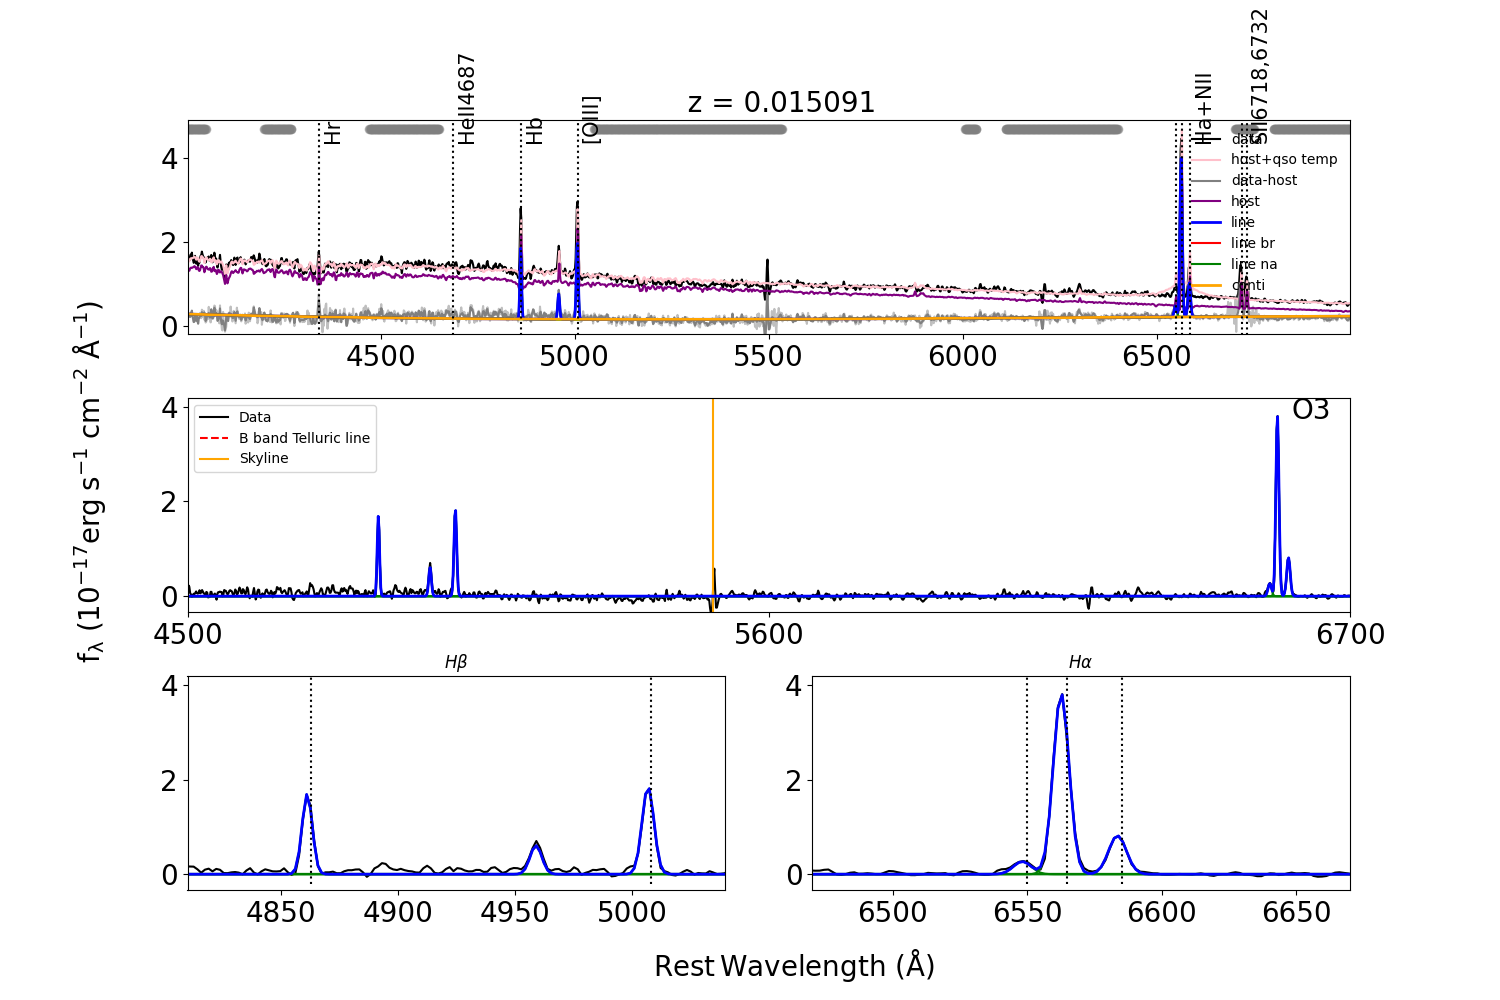 z = 0.015091
Hr
HeII4687
Hb
[OIII]
Ha+NII
SII6718,6732
data
host+qso temp
data-host
host
line
line br
line na
conti
4
2
0
4500
5000
5500
6000
6500
fλ (10−17erg s−1 cm−2 Å−1)
O3
Data
B band Telluric line
Skyline
4
2
0
4500
5600
6700
Hβ
4
2
0
4850
4900
4950
5000
Hα
4
2
0
6500
6550
6600
6650
Rest Wavelength (Å)